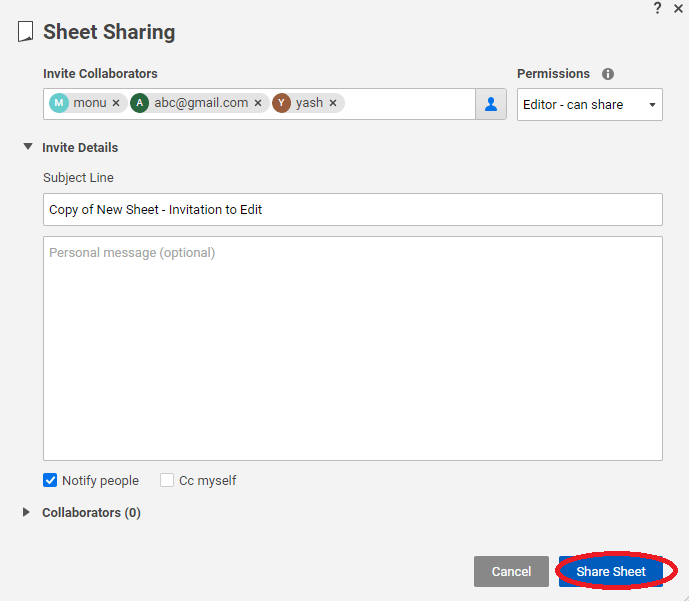 ? ×
Sheet Sharing
Invite Collaborators Permissions i
M monu × A abc@gmail.com × Y yash × Editor - can share
Invite Details
Subject Line
Copy of New Sheet - Invitation to Edit
Personal message (optional)
Notify people Cc myself
Collaborators (0)
Cancel Share Sheet